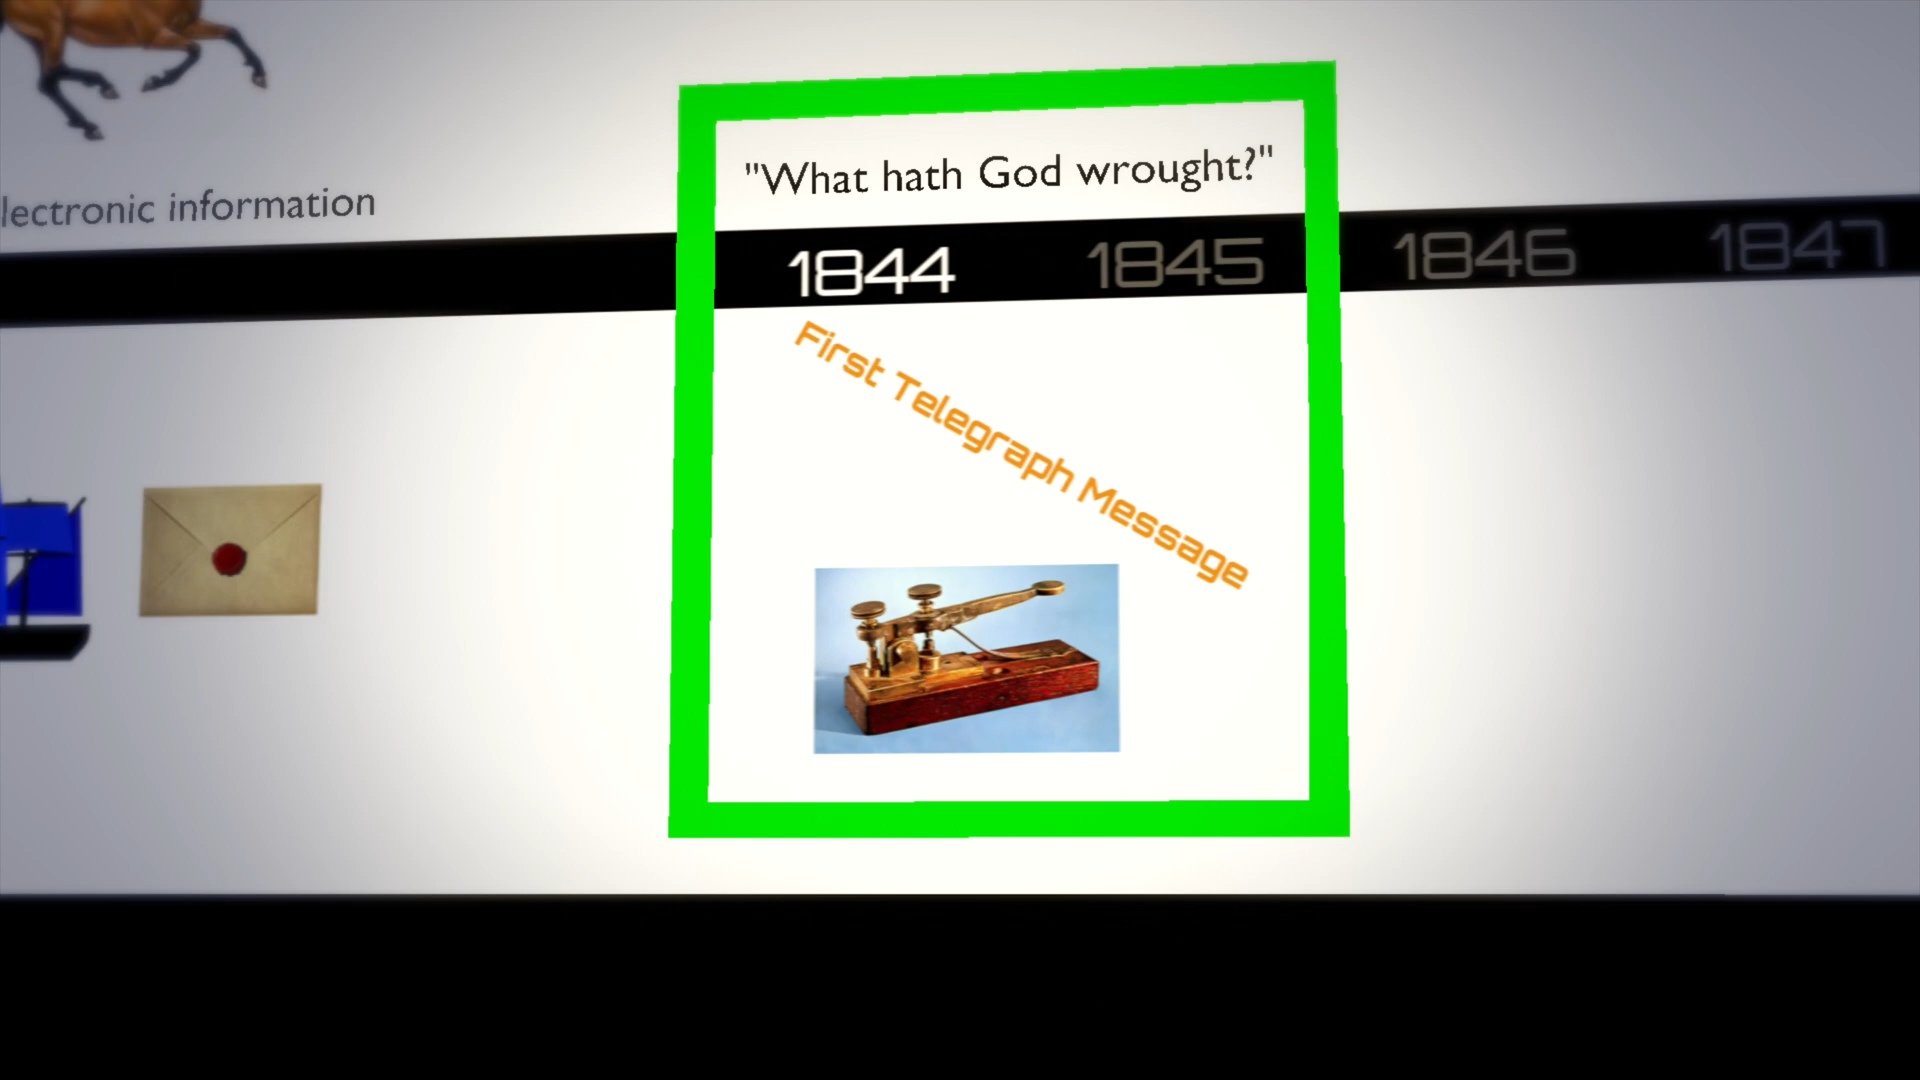 "What hath God wrought?"
lectronic information
1844 1845 1846 1847
First Telegraph Message